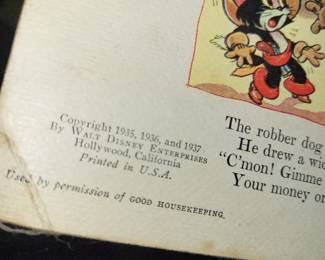 Copyright 1935, 1936, and 1937
By WALT DISNEY ENTERPRISES
Hollywood, California
Printed in U.S.A.
Used by permission of GOOD HOUSEKEEPING.
The robber dog
He drew a
"C'mon! Gimme
Your money or